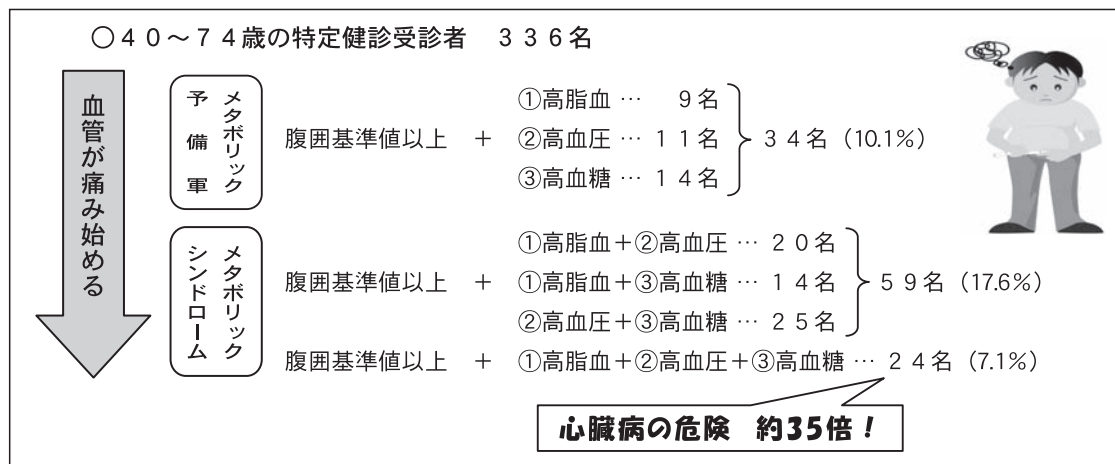 ○40~74歳の特定健診受診者 336名
血管が痛み始める
メタボリック
予備軍
腹囲基準値以上 +
①高脂血 … 9名
②高血圧 … 11名
③高血糖 … 14名
34名 (10.1%)
メタボリック
シンドローム
腹囲基準値以上 +
①高脂血+②高血圧 … 20名
①高脂血+③高血糖 … 14名
②高血圧+③高血糖 … 25名
59名 (17.6%)
腹囲基準値以上 + ①高脂血+②高血圧+③高血糖 … 24名 (7.1%)
心臓病の危険 約35倍!